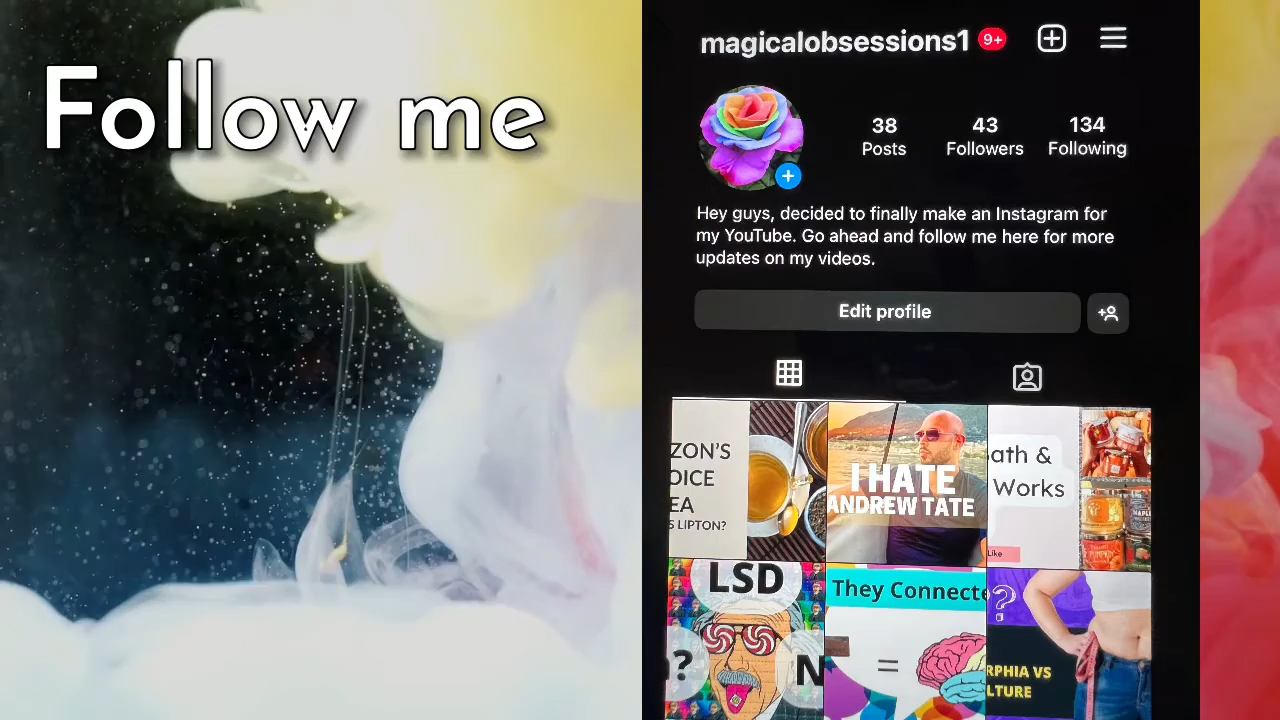 Follow me
magicalobsessions1 9+
38 43 134
Posts Followers Following
Hey guys, decided to finally make an Instagram for
my YouTube. Go ahead and follow me here for more
updates on my videos.
Edit profile
ZON'S
OICE
EA
S LIPTON?
I HATE
ANDREW TATE
ath &
Works
Like
LSD
? N
They Connecte
=
?
RPHIA VS
LTURE